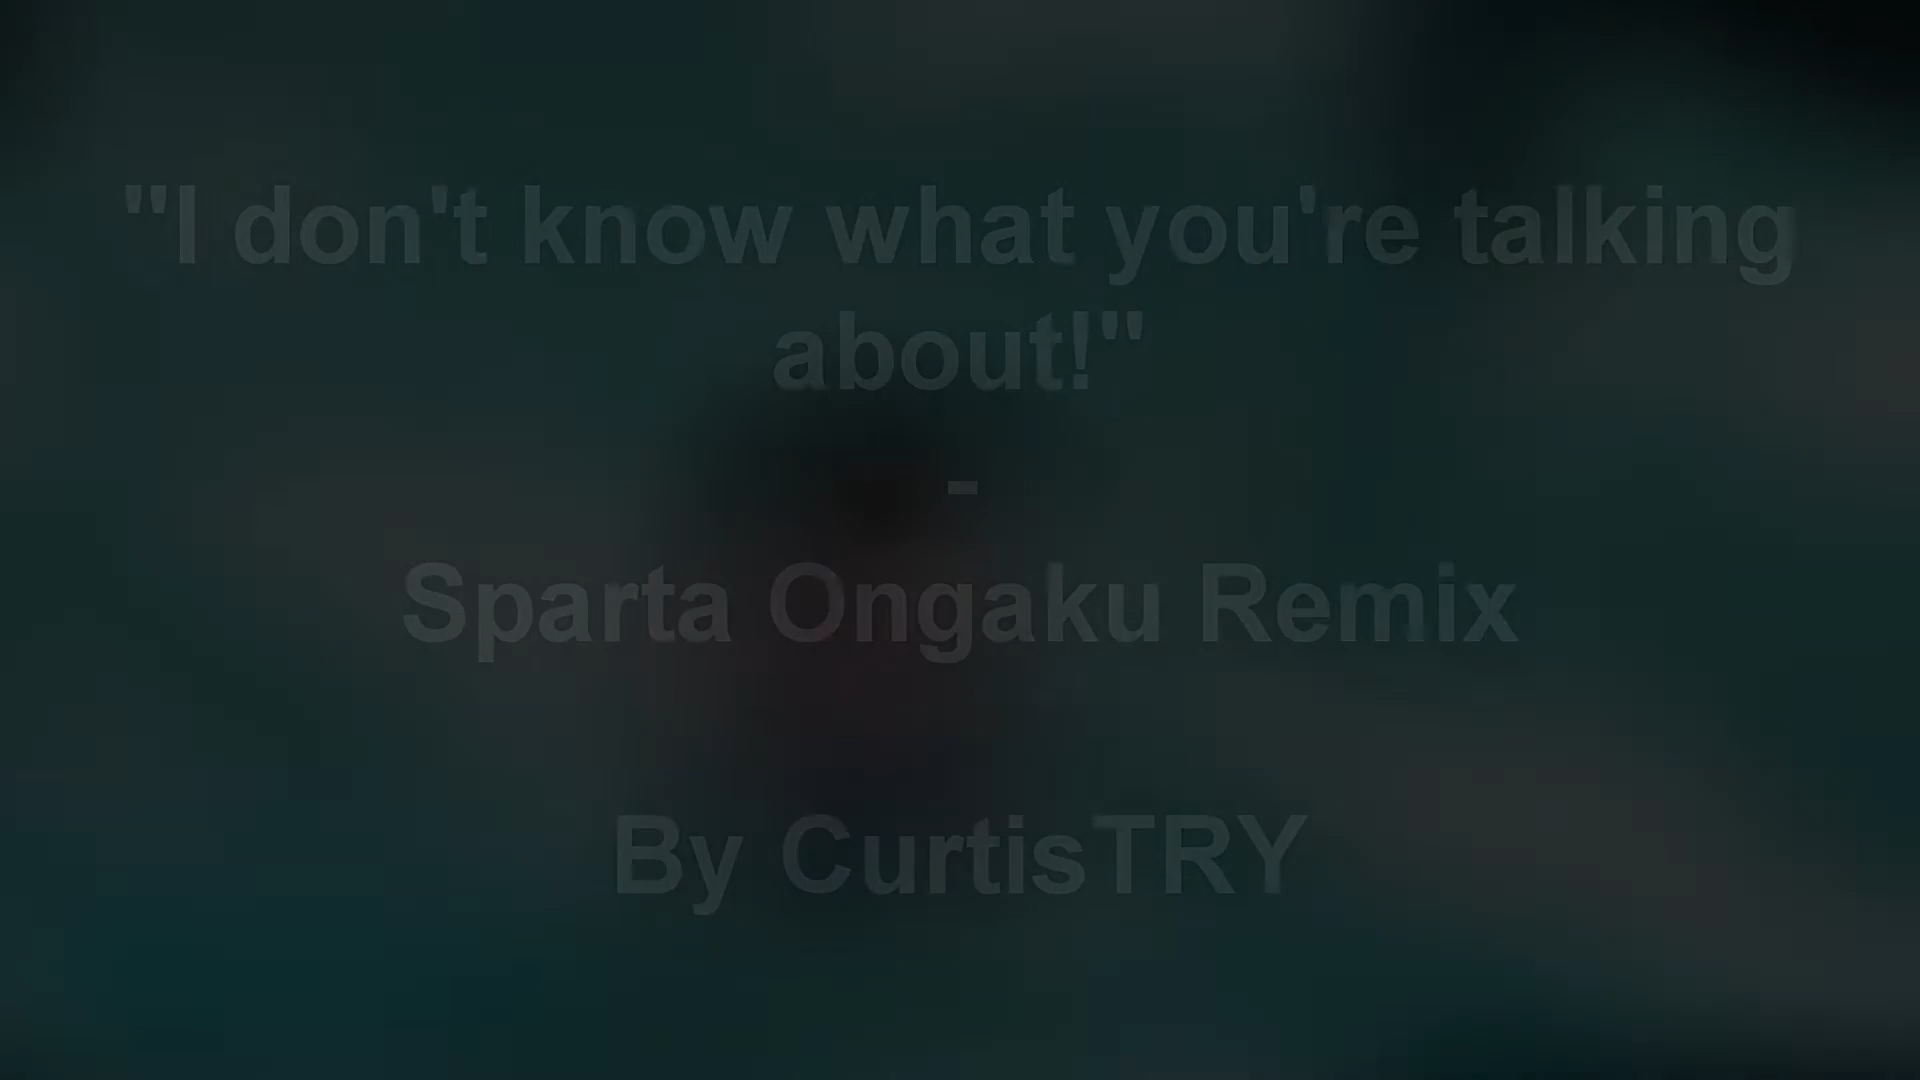 "I don't know what you're talking
about!"
-
Sparta Ongaku Remix
By CurtisTRY